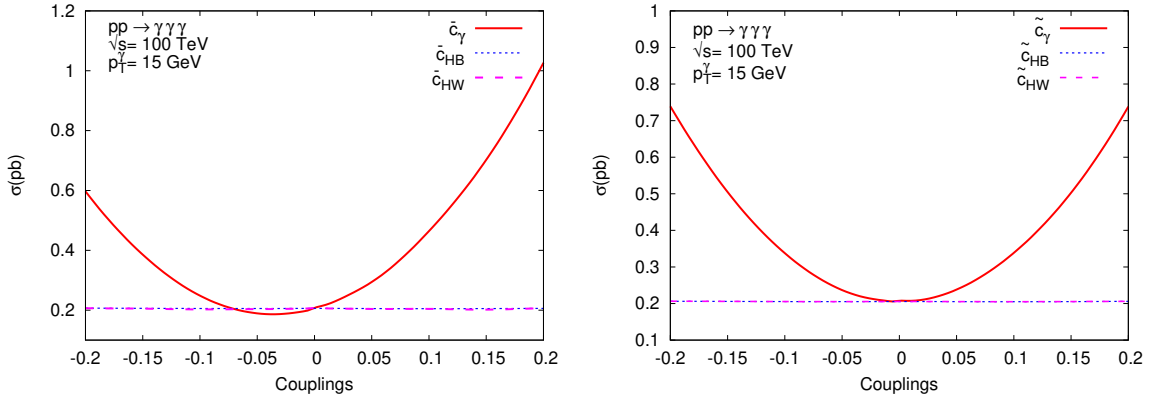 pp → γ γ γ
√s= 100 TeV
p_T^γ= 15 GeV
c̄_γ
c̄_HB
c̄_HW
σ(pb)
1.2
1
0.8
0.6
0.4
0.2
-0.2 -0.15 -0.1 -0.05 0 0.05 0.1 0.15 0.2
Couplings
pp → γ γ γ
√s= 100 TeV
p_T^γ= 15 GeV
c̃_γ
c̃_HB
c̃_HW
σ(pb)
1
0.9
0.8
0.7
0.6
0.5
0.4
0.3
0.2
0.1
-0.2 -0.15 -0.1 -0.05 0 0.05 0.1 0.15 0.2
Couplings